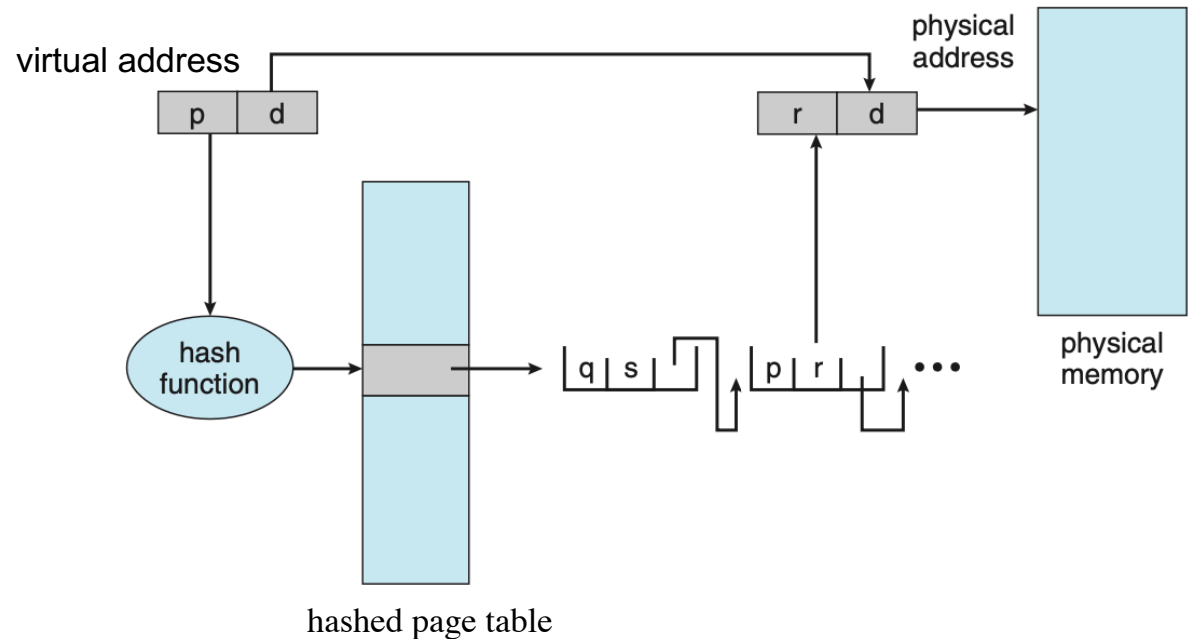 virtual address
p d
physical
address
r d
hash
function
q s
p r
•••
physical
memory
hashed page table